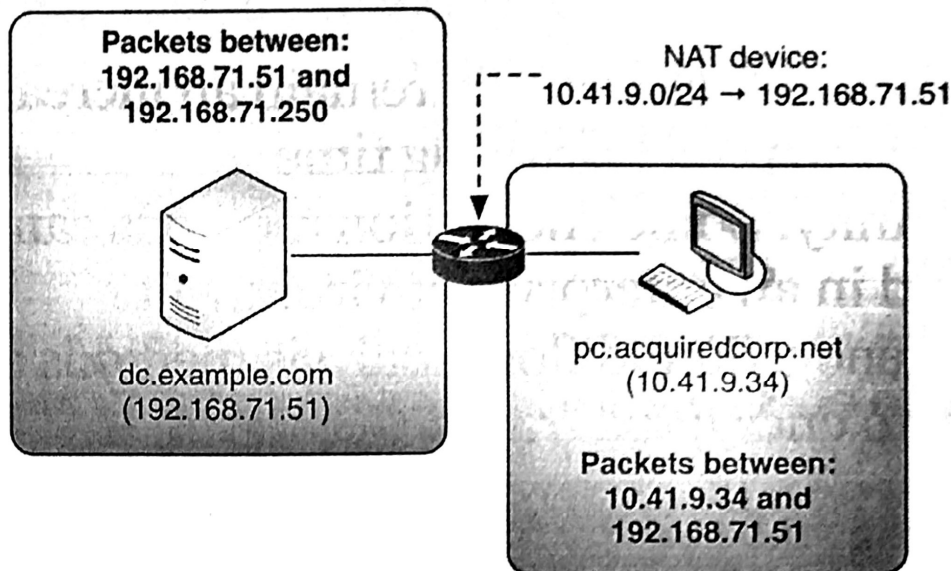 Packets between:
192.168.71.51 and
192.168.71.250
NAT device:
10.41.9.0/24 → 192.168.71.51
dc.example.com
(192.168.71.51)
pc.acquiredcorp.net
(10.41.9.34)
Packets between:
10.41.9.34 and
192.168.71.51